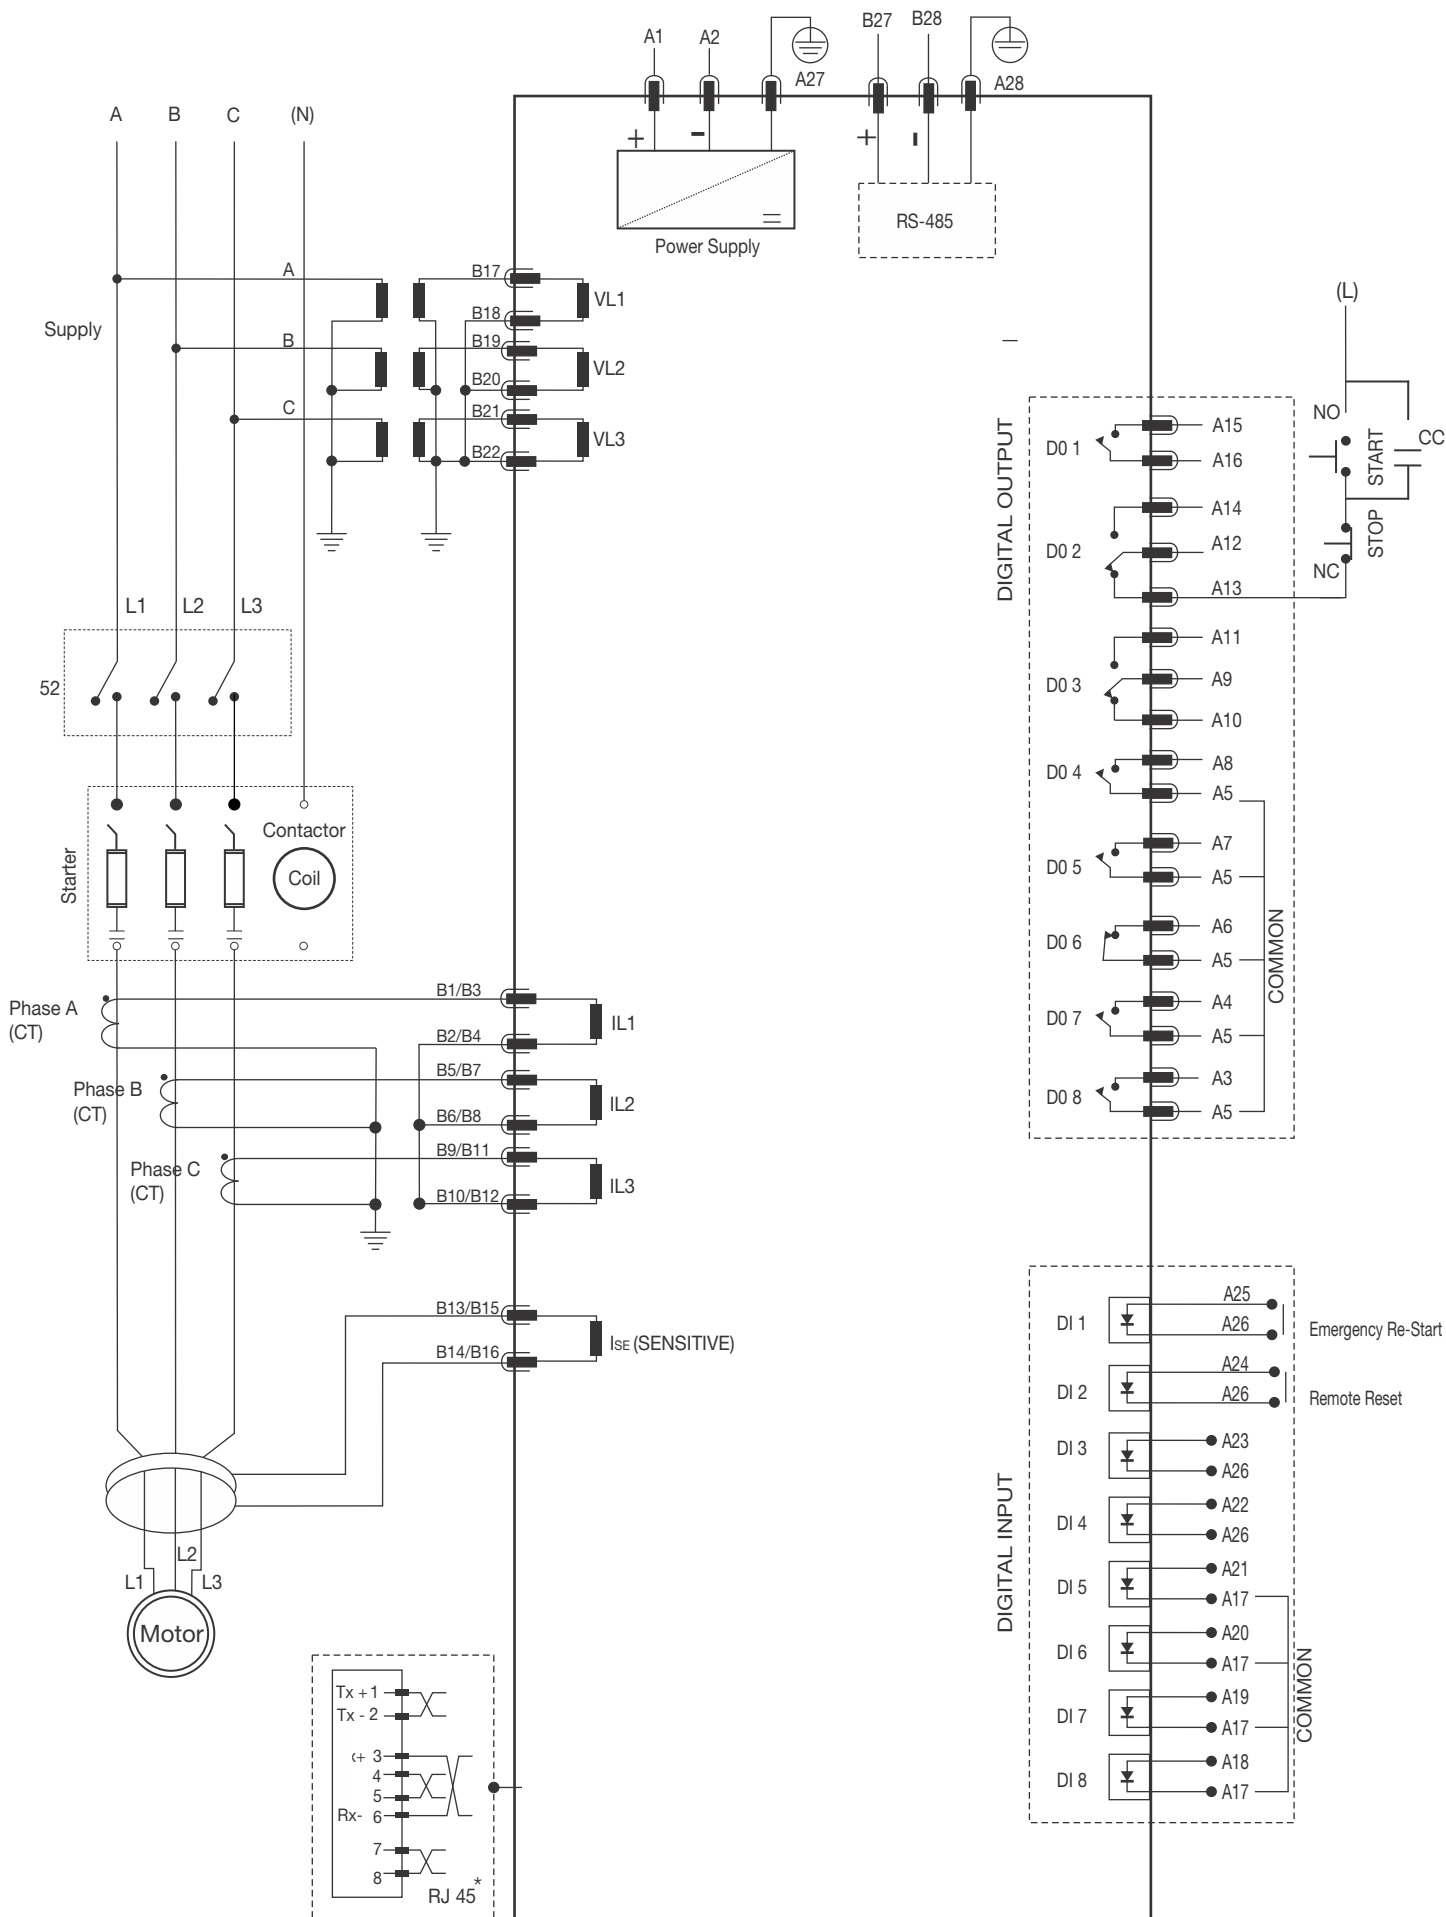 A1
A2
A27
B27
B28
A28
+
-
+
-
Power Supply
RS-485
A
B
C
(N)
Supply
A
B
C
B17
B18
B19
B20
B21
B22
VL1
VL2
VL3
L1
L2
L3
52
Starter
Contactor
Coil
Phase A
(CT)
Phase B
(CT)
Phase C
(CT)
B1/B3
B2/B4
B5/B7
B6/B8
B9/B11
B10/B12
IL1
IL2
IL3
B13/B15
B14/B16
ISE (SENSITIVE)
L1
L2
L3
Motor
Tx + 1
Tx - 2
+ 3
4
5
Rx- 6
7
8
RJ 45*
(L)
NO
START
CC
STOP
NC
DIGITAL OUTPUT
D0 1
A15
A16
D0 2
A14
A12
A13
D0 3
A11
A9
A10
D0 4
A8
A5
D0 5
A7
A5
D0 6
A6
A5
D0 7
A4
A5
D0 8
A3
A5
COMMON
DIGITAL INPUT
DI 1
A25
A26
Emergency Re-Start
DI 2
A24
A26
Remote Reset
DI 3
A23
A26
DI 4
A22
A26
DI 5
A21
A17
DI 6
A20
A17
DI 7
A19
A17
DI 8
A18
A17
COMMON